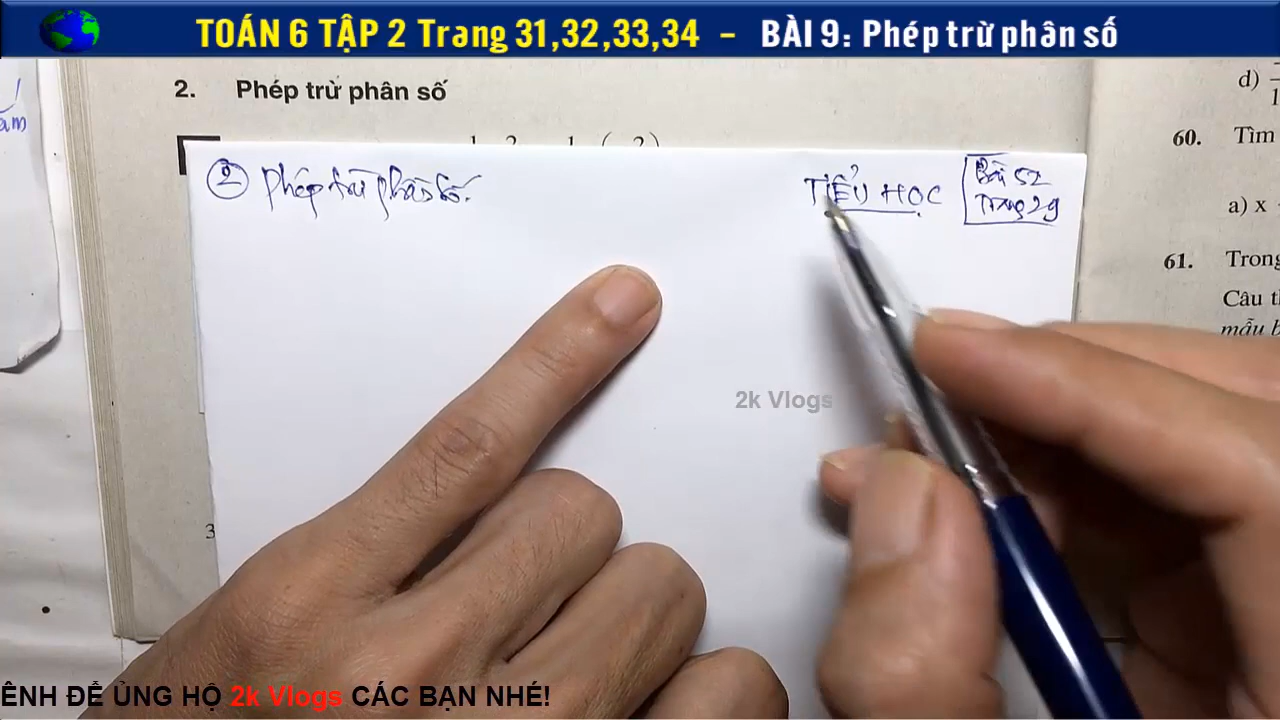 TOÁN 6 TẬP 2 Trang 31,32,33,34 – BÀI 9: Phép trừ phân số
2. Phép trừ phân số
② Phép trừ phân số.
TIỂU HỌC
Bài 52
Trang 29
d)
60. Tìm
a) x
61. Trong
Câu
mẫu b
2k Vlogs
3
ÊNH ĐỂ ỦNG HỘ 2k Vlogs CÁC BẠN NHÉ!